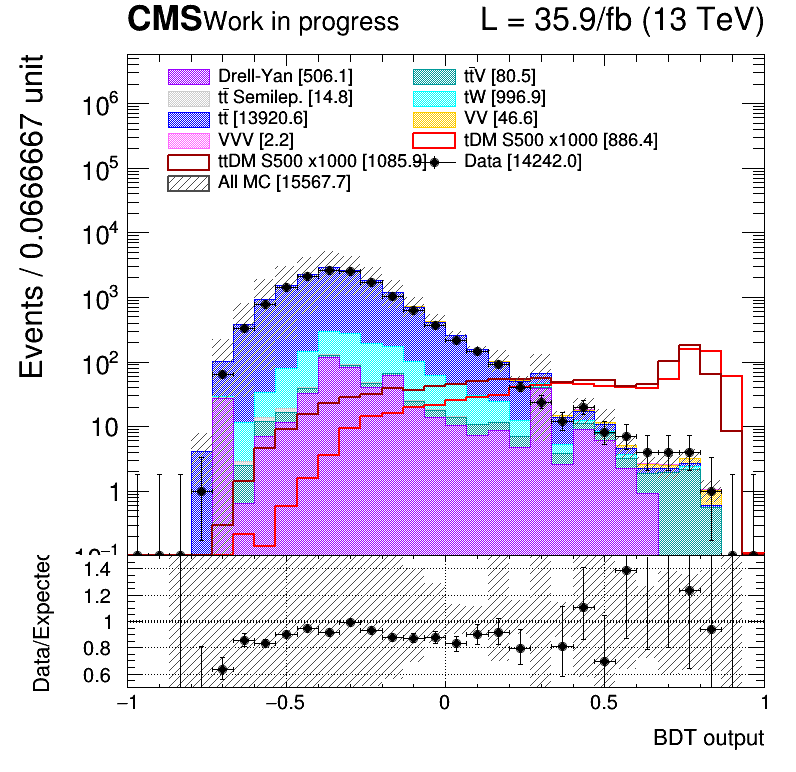 CMS Work in progress L = 35.9/fb (13 TeV)
Drell-Yan [506.1] tt̄V [80.5]
tt̄ Semilep. [14.8] tW [996.9]
tt̄ [13920.6] VV [46.6]
VVV [2.2] tDM S500 x1000 [886.4]
ttDM S500 x1000 [1085.9] Data [14242.0]
All MC [15567.7]
Events / 0.0666667 unit
10⁶
10⁵
10⁴
10³
10²
10
1
10⁻¹
Data/Expected
1.4
1.2
1
0.8
0.6
−1 −0.5 0 0.5 1
BDT output